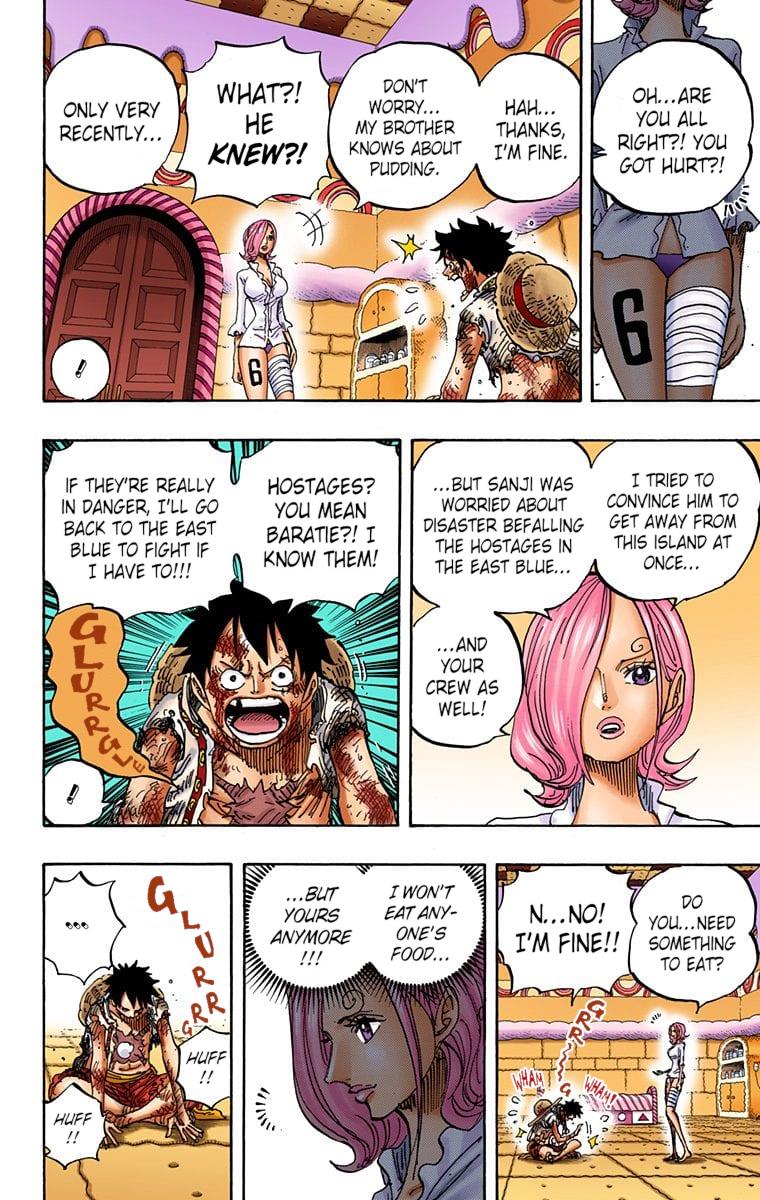 OH...ARE
YOU ALL
RIGHT?! YOU
GOT HURT?!
6
HAH...
THANKS,
I'M FINE.
DON'T
WORRY...
MY BROTHER
KNOWS ABOUT
PUDDING.
WHAT?!
HE
KNEW?!
ONLY VERY
RECENTLY...
6
!
I TRIED TO
CONVINCE HIM TO
GET AWAY FROM
THIS ISLAND AT
ONCE...
...BUT SANJI WAS
WORRIED ABOUT
DISASTER BEFALLING
THE HOSTAGES IN
THE EAST BLUE...
...AND
YOUR
CREW AS
WELL!
HOSTAGES?
YOU MEAN
BARATIE?! I
KNOW THEM!
IF THEY'RE REALLY
IN DANGER, I'LL GO
BACK TO THE EAST
BLUE TO FIGHT IF
I HAVE TO!!!
GLURRGLE
!
DO
YOU...NEED
SOMETHING
TO EAT?
N...NO!
I'M FINE!!
WHAM
WHAM!
I WON'T
EAT ANY-
ONE'S
FOOD...
...BUT
YOURS
ANYMORE
!!!
GLURR
GRR
...
HUFF
!!
HUFF
!!